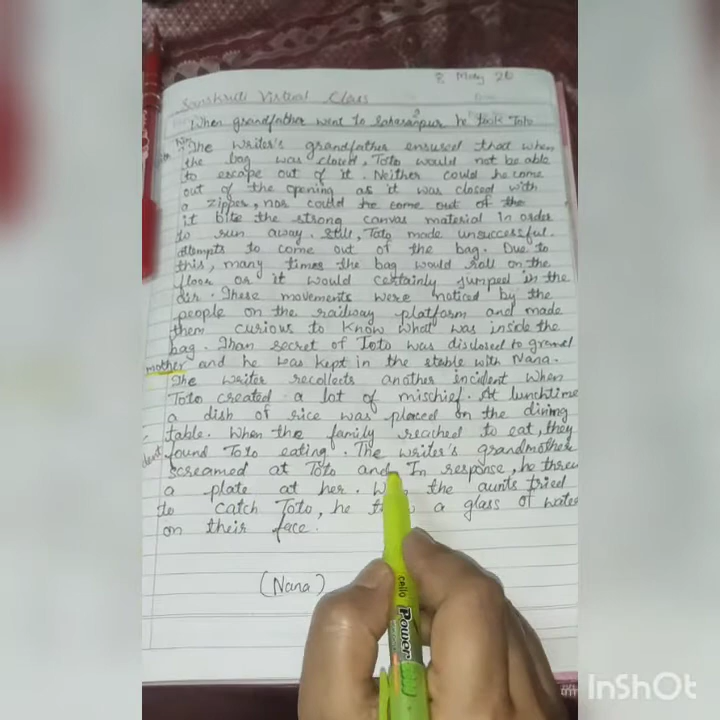 8 May 26
Sanskruti Virtual Class
When grandfather went to Saharanpur he took Toto
The writer's grandfather ensured that when
the bag was closed, Toto would not be able
to escape out of it. Neither could he come
out of the opening as it was closed with
a zipper, nor could he come out of the
it bite the strong canvas material in order
to run away. Still, Toto made unsuccessful
attempts to come out of the bag. Due to
this, many times the bag would roll on the
floor or it would certainly jumped in the
air. These movements were noticed by the
people on the railway platform and made
them curious to know what was inside the
bag. Than secret of Toto was disclosed to grand
mother and he was kept in the stable with Nana.
The writer recollects another incident when
Toto created a lot of mischief. At lunchtime
a dish of rice was placed on the dining
table. When the family reached to eat, they
found Toto eating. The writer's grandmother
screamed at Toto and In response, he threw
a plate at her. the aunts tried
to catch Toto, he a glass of water
on their face.
(Nana)
cello
Power
InShOt